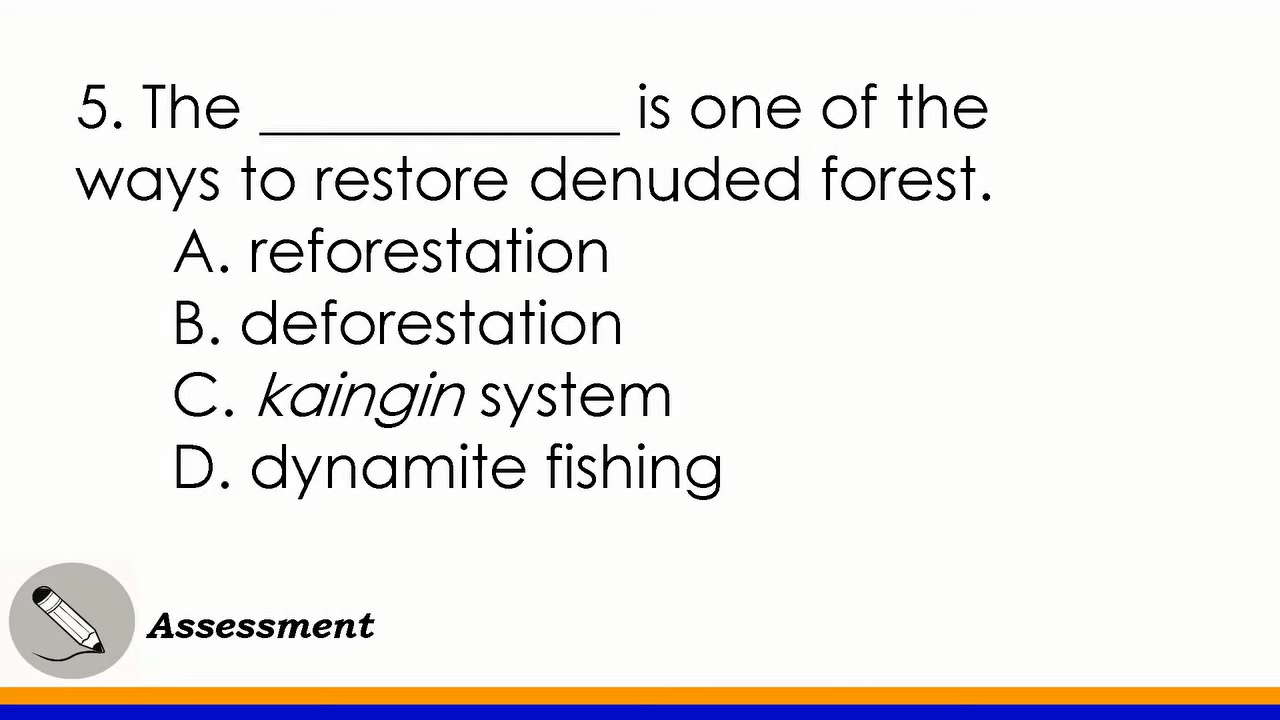 5. The ____________ is one of the
ways to restore denuded forest.
A. reforestation
B. deforestation
C. kaingin system
D. dynamite fishing
Assessment